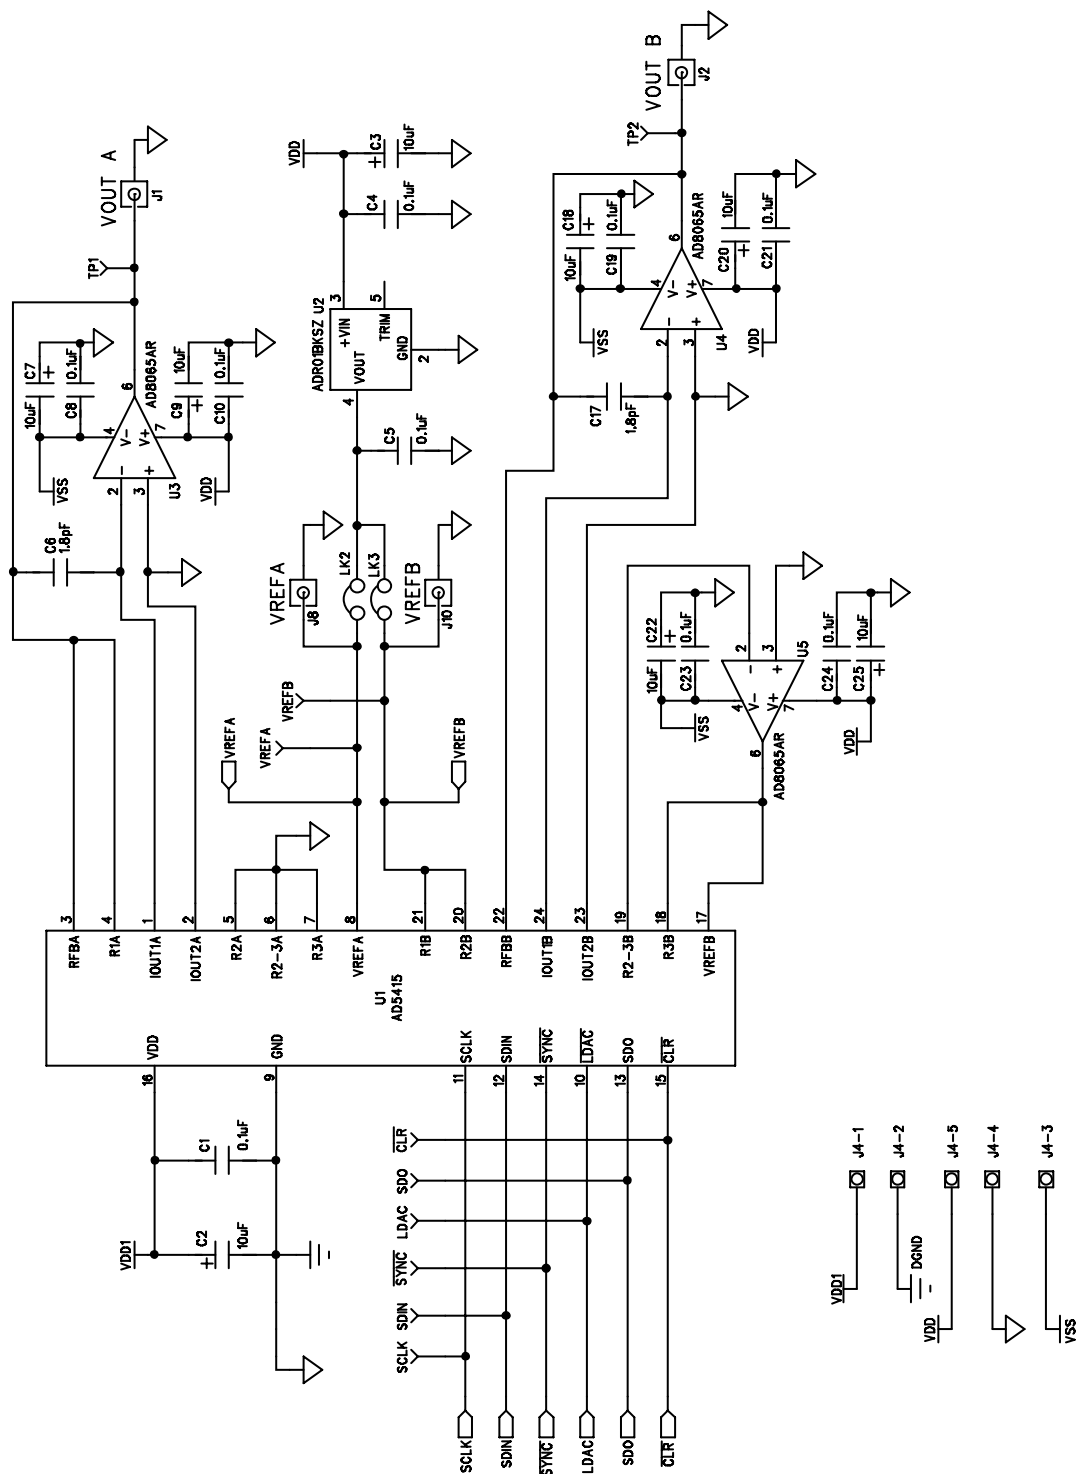 VOUT A
J1
TP1
C7
10uF
C8
0.1uF
AD8065AR
U3
V-
V+
2
3
4
6
7
C9
10uF
C10
0.1uF
VSS
VDD
C6
1.8pF
VDD
C3
10uF
C4
0.1uF
ADR01BKSZ U2
+VIN
TRIM
VOUT
GND
3
5
4
2
C5
0.1uF
VREFA
J8
LK2
LK3
VREFB
J10
VREFB
VREFA
VREFA
VREFB
VOUT B
J2
TP2
C18
10uF
C19
0.1uF
AD8065AR
U4
V-
V+
2
3
4
6
7
C20
10uF
C21
0.1uF
VSS
VDD
C17
1.8pF
C22
10uF
C23
0.1uF
VSS
U5
V-
V+
2
3
4
6
7
AD8065AR
C24
0.1uF
C25
10uF
VDD
3
RFBA
4
R1A
1
IOUT1A
2
IOUT2A
5
R2A
6
R2-3A
7
R3A
8
VREFA
21
R1B
20
R2B
22
RFBB
24
IOUT1B
23
IOUT2B
19
R2-3B
18
R3B
17
VREFB
U1
AD5415
VDD
16
GND
9
SCLK
11
SDIN
12
SYNC
14
LDAC
10
SDO
13
CLR
15
C1
0.1uF
C2
10uF
VDD1
CLR
SDO
LDAC
SYNC
SDIN
SCLK
SCLK
SDIN
SYNC
LDAC
SDO
CLR
J4-1
VDD1
J4-2
DGND
J4-5
VDD
J4-4
J4-3
VSS